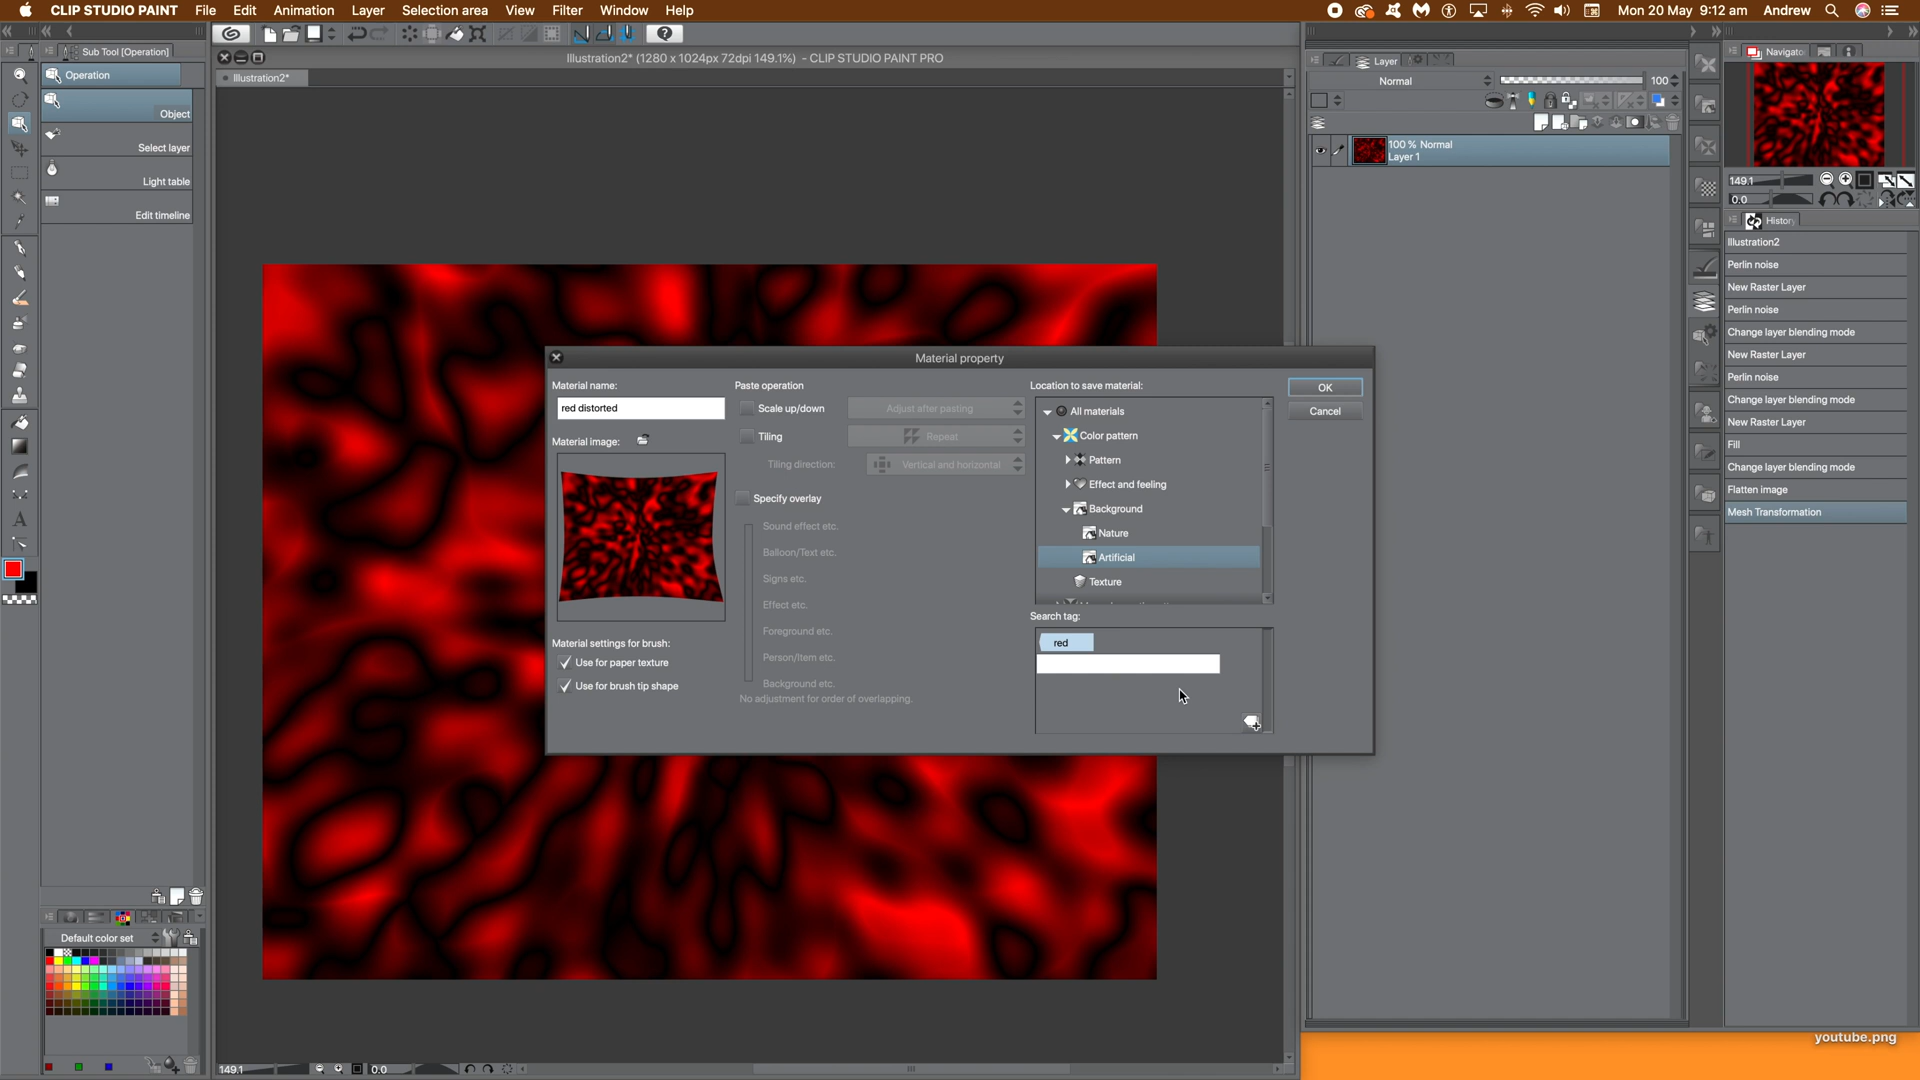 CLIP STUDIO PAINT File Edit Animation Layer Selection area View Filter Window Help Mon 20 May 9:12 am Andrew
Sub Tool [Operation]
Operation
Object
Select layer
Light table
Edit timeline
Illustration2* (1280 x 1024px 72dpi 149.1%) - CLIP STUDIO PAINT PRO
Illustration2*
Material property
Material name:
red distorted
Material image:
Material settings for brush:
Use for paper texture
Use for brush tip shape
Paste operation
Scale up/down Adjust after pasting
Tiling Repeat
Tiling direction: Vertical and horizontal
Specify overlay
Sound effect etc.
Balloon/Text etc.
Signs etc.
Effect etc.
Foreground etc.
Person/Item etc.
Background etc.
No adjustment for order of overlapping.
Location to save material:
All materials
Color pattern
Pattern
Effect and feeling
Background
Nature
Artificial
Texture
Search tag:
red
OK
Cancel
Layer
Normal 100
100 % Normal
Layer 1
Navigator
149.1
0.0
History
Illustration2
Perlin noise
New Raster Layer
Perlin noise
Change layer blending mode
New Raster Layer
Perlin noise
Change layer blending mode
New Raster Layer
Fill
Change layer blending mode
Flatten image
Mesh Transformation
Default color set
149.1 0.0
youtube.png